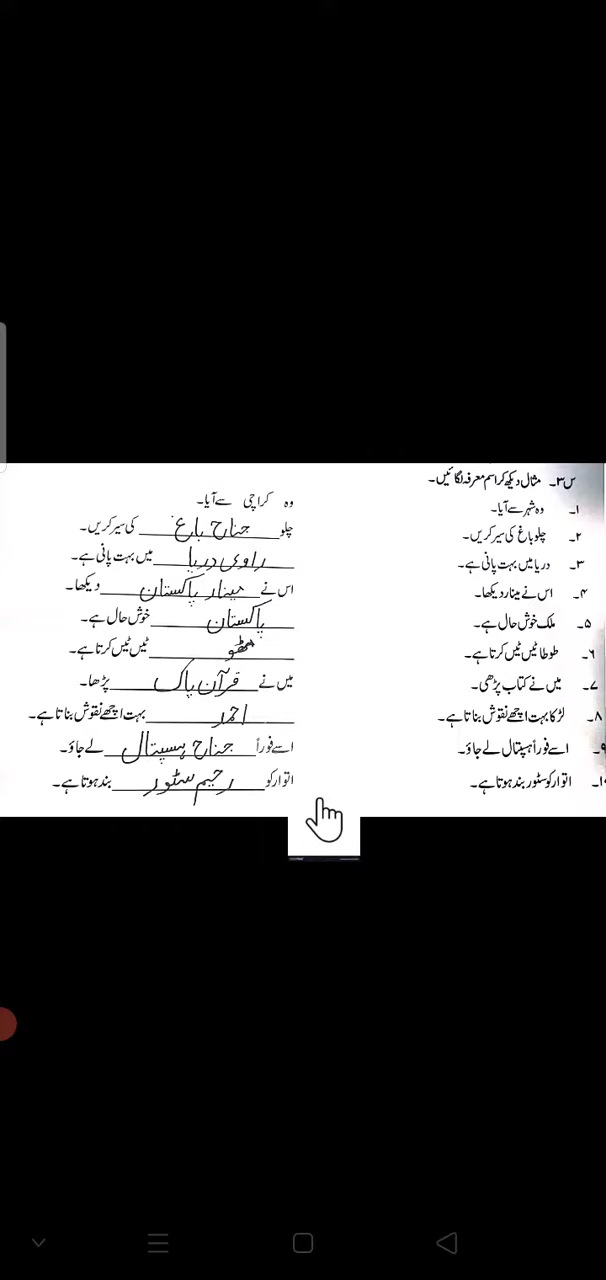 س۳۔ مثال دیکھ کر اسم معرفہ لگائیں۔
۱۔ وہ شہر سے آیا۔ وہ کراچی سے آیا۔
۲۔ چلو باغ کی سیر کریں۔ چلو جناح باغ کی سیر کریں۔
۳۔ دریا میں بہت پانی ہے۔ راوی دریا میں بہت پانی ہے۔
۴۔ اس نے مینار دیکھا۔ اس نے مینار پاکستان دیکھا۔
۵۔ ملک خوش حال ہے۔ پاکستان خوش حال ہے۔
۶۔ طوطا ٹیں ٹیں کرتا ہے۔ مٹھو ٹیں ٹیں کرتا ہے۔
۷۔ میں نے کتاب پڑھی۔ میں نے قرآن پاک پڑھا۔
۸۔ لڑکا بہت اچھے نقوش بناتا ہے۔ احمد بہت اچھے نقوش بناتا ہے۔
۹۔ اسے فوراً ہسپتال لے جاؤ۔ اسے فوراً جناح ہسپتال لے جاؤ۔
۱۰۔ اتوار کو سٹور بند ہوتا ہے۔ اتوار کو رحیم سٹور بند ہوتا ہے۔